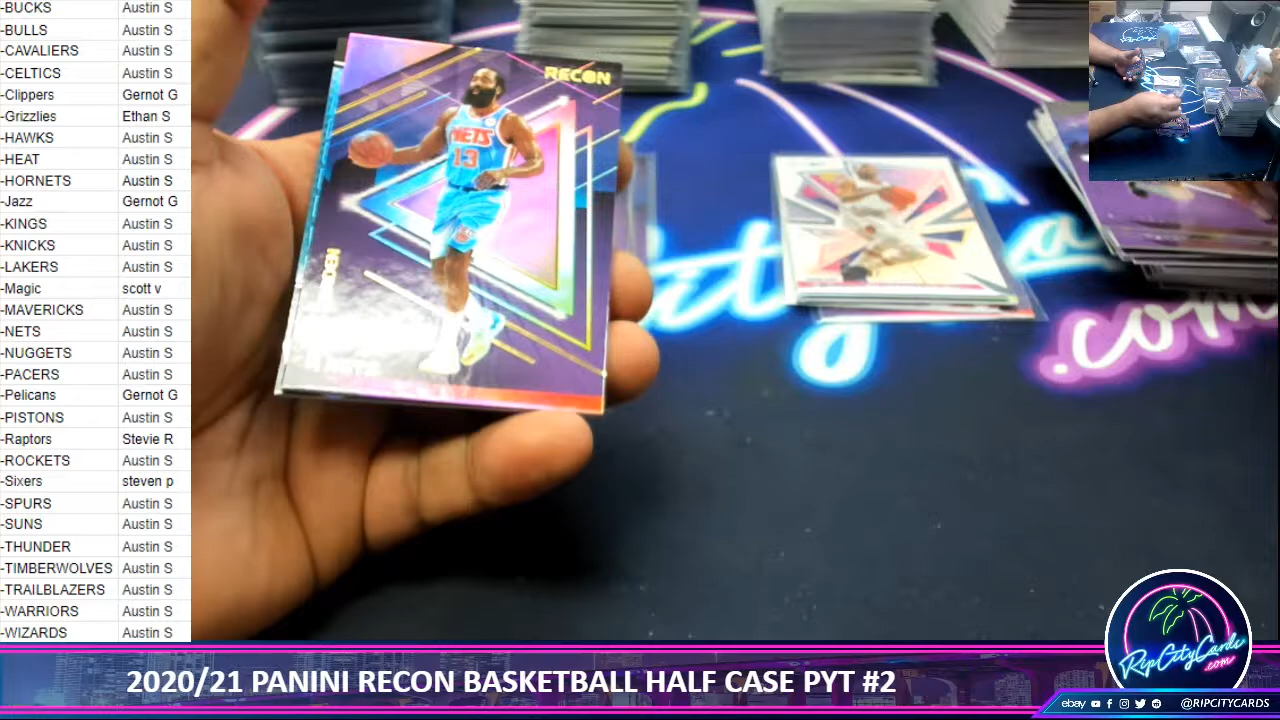 -BUCKS Austin S
-BULLS Austin S
-CAVALIERS Austin S
-CELTICS Austin S
-Clippers Gernot G
-Grizzlies Ethan S
-HAWKS Austin S
-HEAT Austin S
-HORNETS Austin S
-Jazz Gernot G
-KINGS Austin S
-KNICKS Austin S
-LAKERS Austin S
-Magic scott v
-MAVERICKS Austin S
-NETS Austin S
-NUGGETS Austin S
-PACERS Austin S
-Pelicans Gernot G
-PISTONS Austin S
-Raptors Stevie R
-ROCKETS Austin S
-Sixers steven p
-SPURS Austin S
-SUNS Austin S
-THUNDER Austin S
-TIMBERWOLVES Austin S
-TRAILBLAZERS Austin S
-WARRIORS Austin S
-WIZARDS Austin S
RECON
NETS
13
.com
RipCityCards
.com
2020/21 PANINI RECON BASKETBALL HALF CASE PYT #2
ebay @RIPCITYCARDS